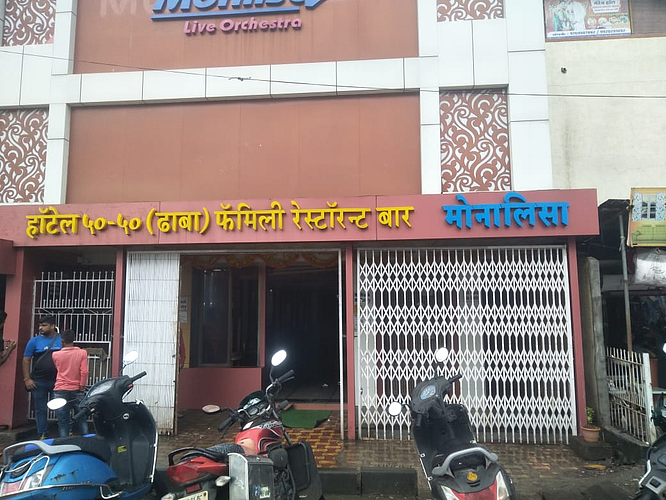 Live Orchestra
हॉटेल ५०-५० (ढाबा) फॅमिली रेस्टॉरन्ट बार मोनालिसा